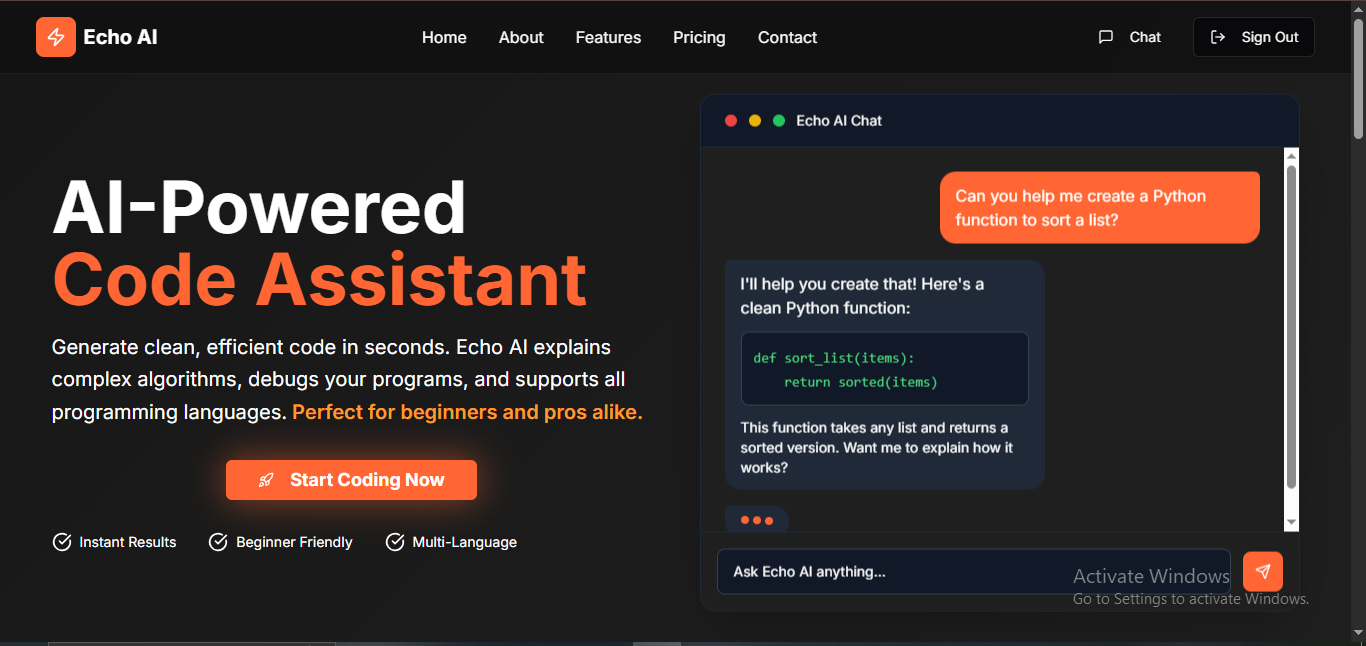 Echo AI
Home
About
Features
Pricing
Contact
Chat
Sign Out
AI-Powered
Code Assistant
Generate clean, efficient code in seconds. Echo AI explains
complex algorithms, debugs your programs, and supports all
programming languages. Perfect for beginners and pros alike.
Start Coding Now
Instant Results
Beginner Friendly
Multi-Language
Echo AI Chat
Can you help me create a Python
function to sort a list?
I'll help you create that! Here's a
clean Python function:
def sort_list(items):
    return sorted(items)
This function takes any list and returns a
sorted version. Want me to explain how it
works?
Ask Echo AI anything...
Activate Windows
Go to Settings to activate Windows.